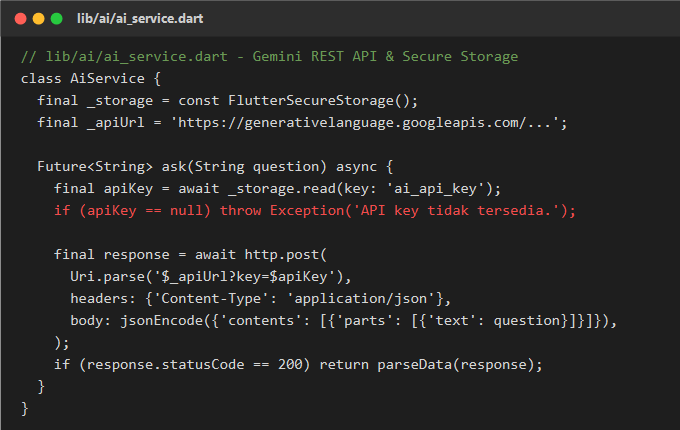 lib/ai/ai_service.dart
// lib/ai/ai_service.dart - Gemini REST API & Secure Storage
class AiService {
  final _storage = const FlutterSecureStorage();
  final _apiUrl = 'https://generativelanguage.googleapis.com/...';

  Future<String> ask(String question) async {
    final apiKey = await _storage.read(key: 'ai_api_key');
    if (apiKey == null) throw Exception('API key tidak tersedia.');

    final response = await http.post(
      Uri.parse('$_apiUrl?key=$apiKey'),
      headers: {'Content-Type': 'application/json'},
      body: jsonEncode({'contents': [{'parts': [{'text': question}]}]}),
    );
    if (response.statusCode == 200) return parseData(response);
  }
}